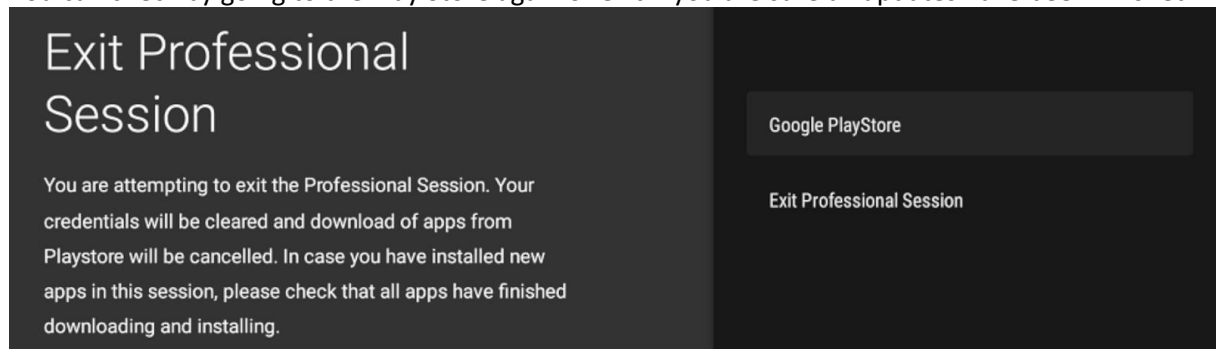 Exit Professional
Session
You are attempting to exit the Professional Session. Your
credentials will be cleared and download of apps from
Playstore will be cancelled. In case you have installed new
apps in this session, please check that all apps have finished
downloading and installing.
Google PlayStore
Exit Professional Session